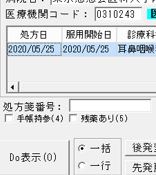 医療機関コード： 0310243
処方日 服用開始日 診療科
2020/05/25 2020/05/25 耳鼻咽喉
処方箋番号：
手帳持参(4) 残薬あり(5)
Do表示(0) 一括 後発
一行 先発